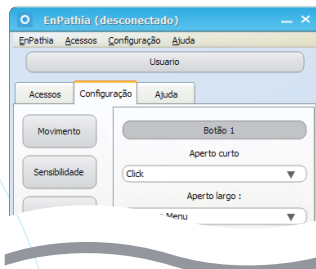 EnPathia (desconectado)
EnPathia Acessos Configuração Ajuda
Usuario
Acessos Configuração Ajuda
Movimento
Botão 1
Aperto curto
Sensibilidade
Click
Aperto largo :
Menu